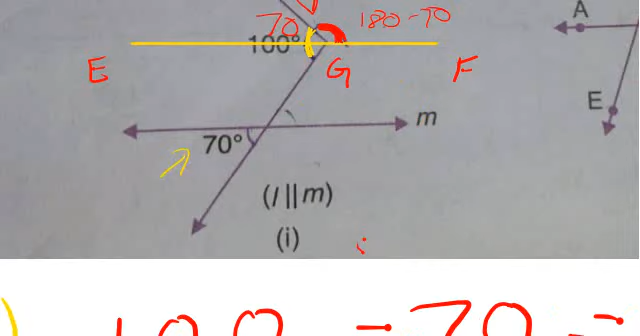 70 180-70 A
100°
E G F
E
m
70°
(l || m)
(i)
) 100 - 70 =